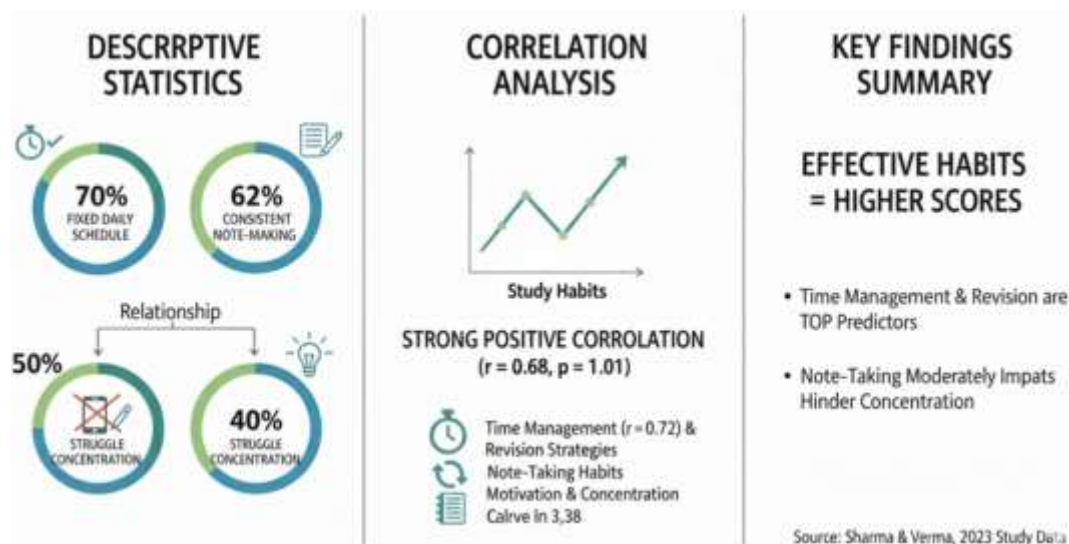 DESCRRPTIVE
STATISTICS
70%
FIXED DAILY
SCHEDULE
62%
CONSISTENT
NOTE-MAKING
Relationship
50%
STRUGGLE
CONCENTRATION
40%
STRUGGLE
CONCENTRATION
CORRELATION
ANALYSIS
Study Habits
STRONG POSITIVE CORROLATION
(r = 0.68, p = 1.01)
Time Management (r = 0.72) &
Revision Strategies
Note-Taking Habits
Motivation & Concentration
Calrve in 3,38
KEY FINDINGS
SUMMARY
EFFECTIVE HABITS
= HIGHER SCORES
• Time Management & Revision are
TOP Predictors
• Note-Taking Moderately Impats
Hinder Concentration
Source: Sharma & Verma, 2023 Study Data